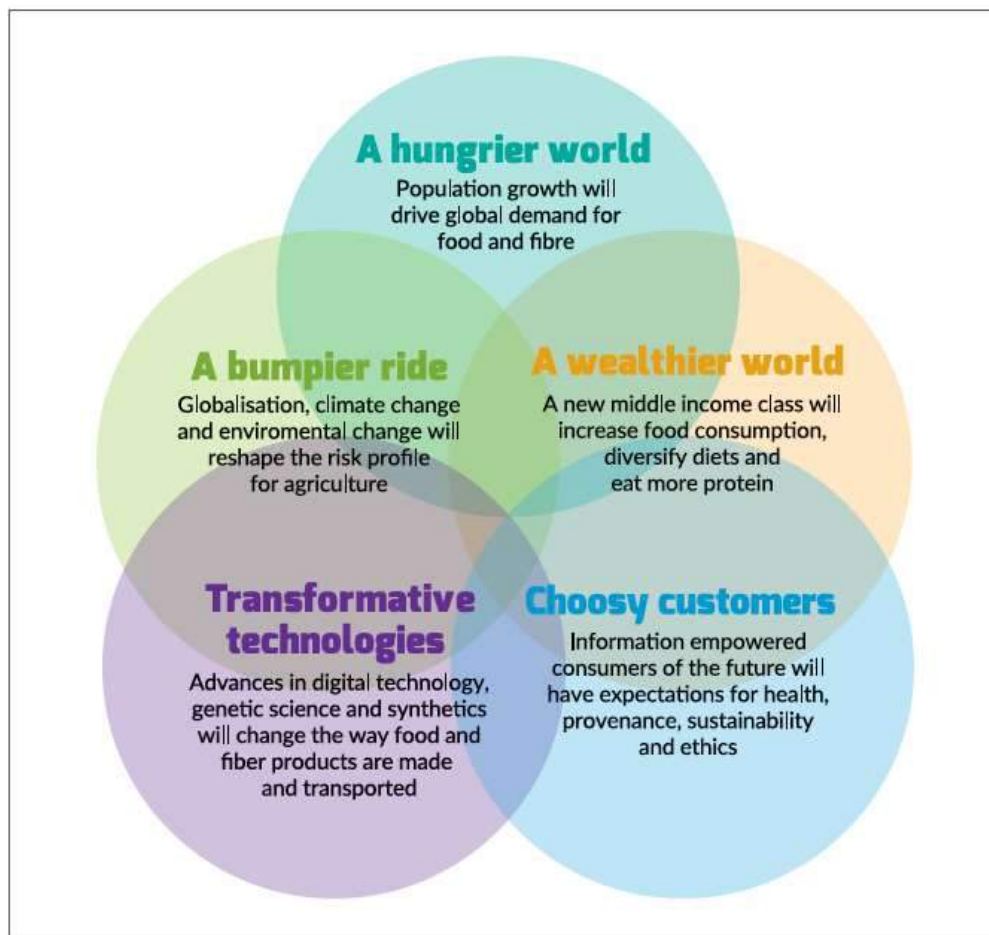 A hungrier world
Population growth will
drive global demand for
food and fibre
A bumpier ride
Globalisation, climate change
and enviromental change will
reshape the risk profile
for agriculture
A wealthier world
A new middle income class will
increase food consumption,
diversify diets and
eat more protein
Transformative
technologies
Advances in digital technology,
genetic science and synthetics
will change the way food and
fiber products are made
and transported
Choosy customers
Information empowered
consumers of the future will
have expectations for health,
provenance, sustainability
and ethics